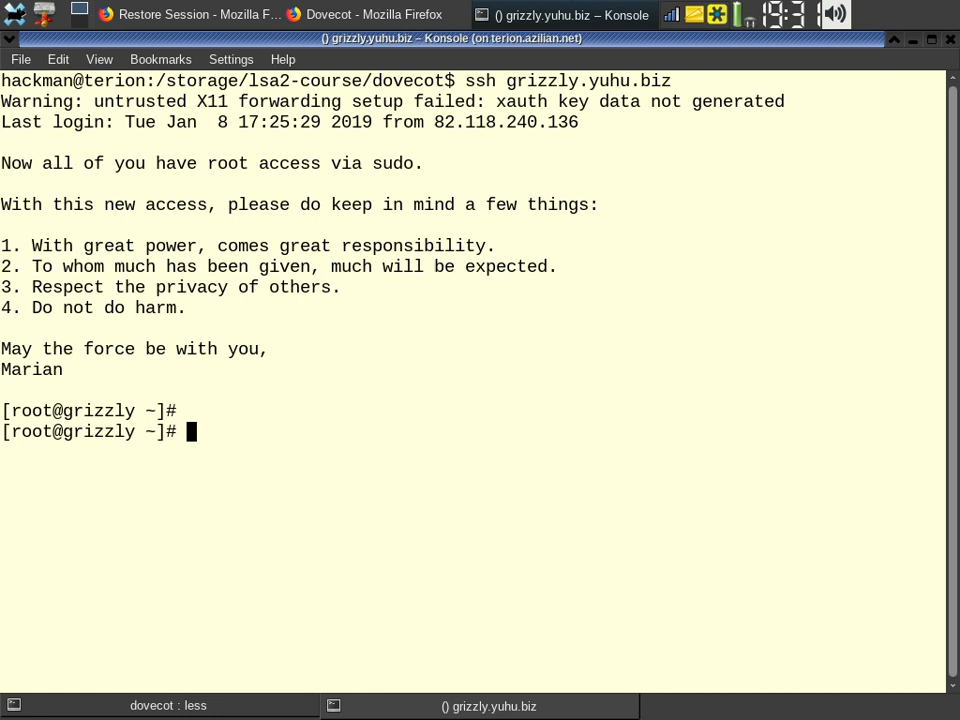 Restore Session - Mozilla F...
Dovecot - Mozilla Firefox
() grizzly.yuhu.biz – Konsole
() grizzly.yuhu.biz – Konsole (on terion.azilian.net)
File Edit View Bookmarks Settings Help
hackman@terion:/storage/lsa2-course/dovecot$ ssh grizzly.yuhu.biz
Warning: untrusted X11 forwarding setup failed: xauth key data not generated
Last login: Tue Jan  8 17:25:29 2019 from 82.118.240.136
Now all of you have root access via sudo.
With this new access, please do keep in mind a few things:
1. With great power, comes great responsibility.
2. To whom much has been given, much will be expected.
3. Respect the privacy of others.
4. Do not do harm.
May the force be with you,
Marian
[root@grizzly ~]#
[root@grizzly ~]#
dovecot : less
() grizzly.yuhu.biz